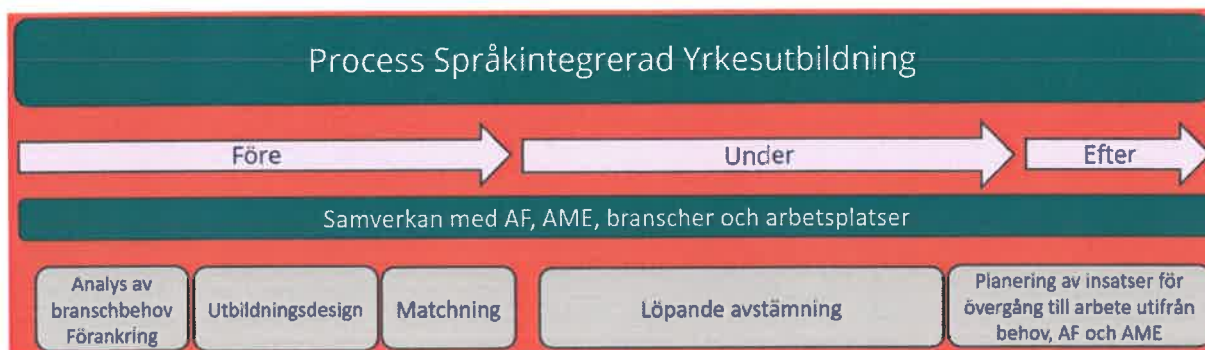 Process Språkintegrerad Yrkesutbildning
Före
Under
Efter
Samverkan med AF, AME, branscher och arbetsplatser
Analys av
branschbehov
Förankring
Utbildningsdesign
Matchning
Löpande avstämning
Planering av insatser för
övergång till arbete utifrån
behov, AF och AME